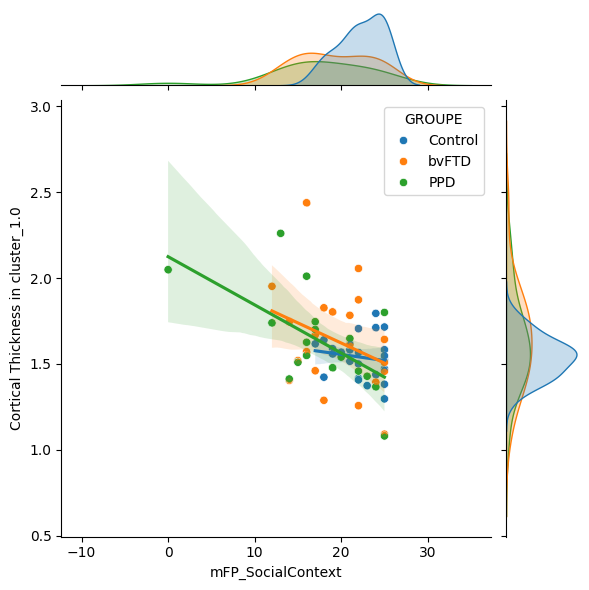 3.0
2.5
2.0
1.5
1.0
0.5
Cortical Thickness in cluster_1.0
GROUPE
Control
bvFTD
PPD
−10
0
10
20
30
mFP_SocialContext